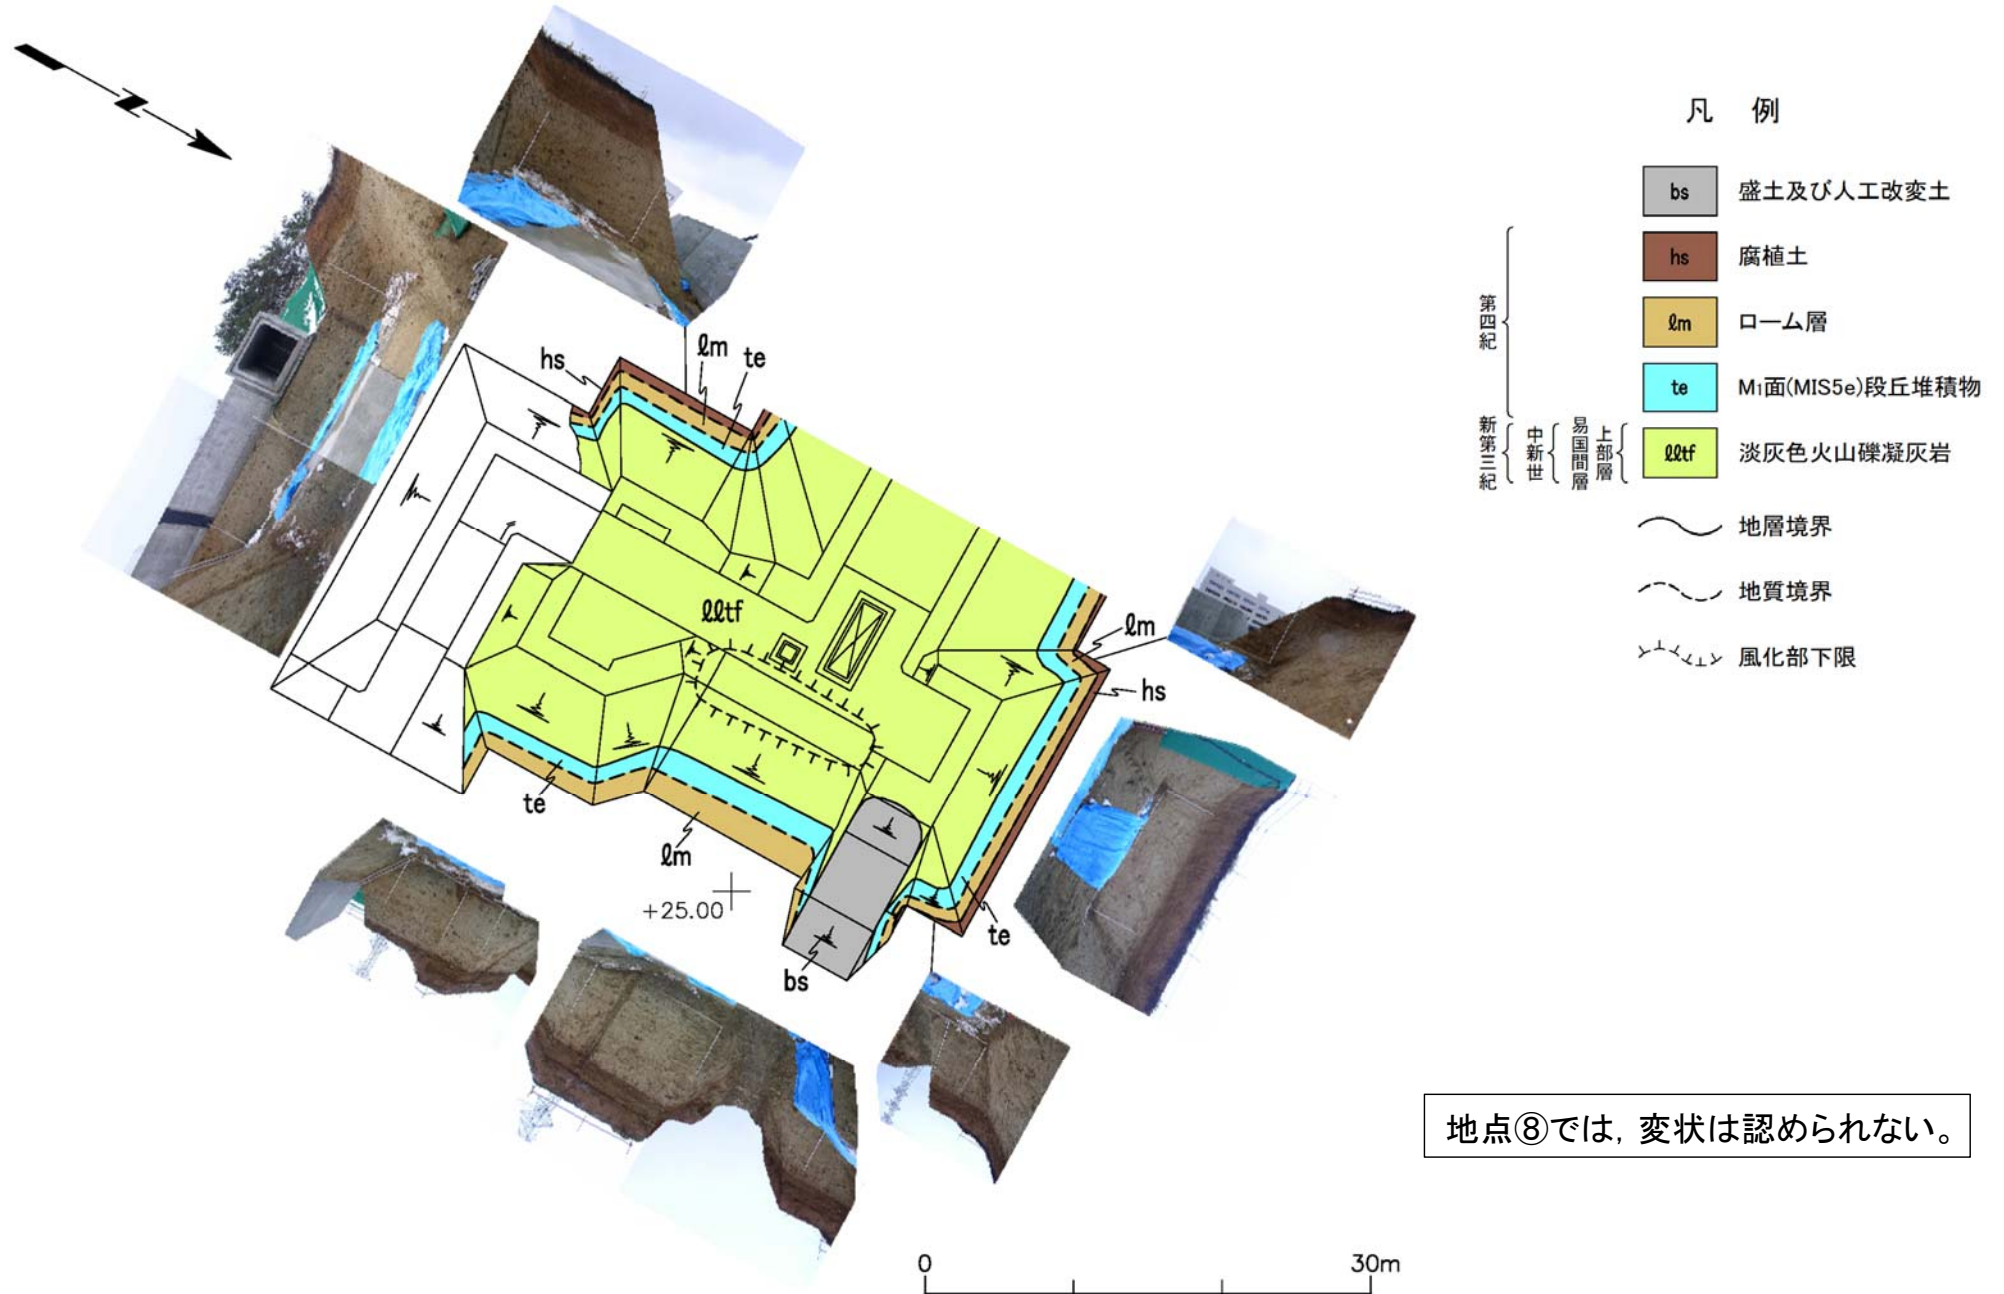 N
凡 例
bs 盛土及び人工改変土
hs 腐植土
ℓm ローム層
te M₁面(MIS5e)段丘堆積物
ℓℓtf 淡灰色火山礫凝灰岩
第四紀
新第三紀
中新世
易国間層
上部層
地層境界
地質境界
風化部下限
hs
ℓm
te
ℓℓtf
ℓm
hs
te
ℓm
+25.00
te
bs
地点⑧では，変状は認められない。
0 30m